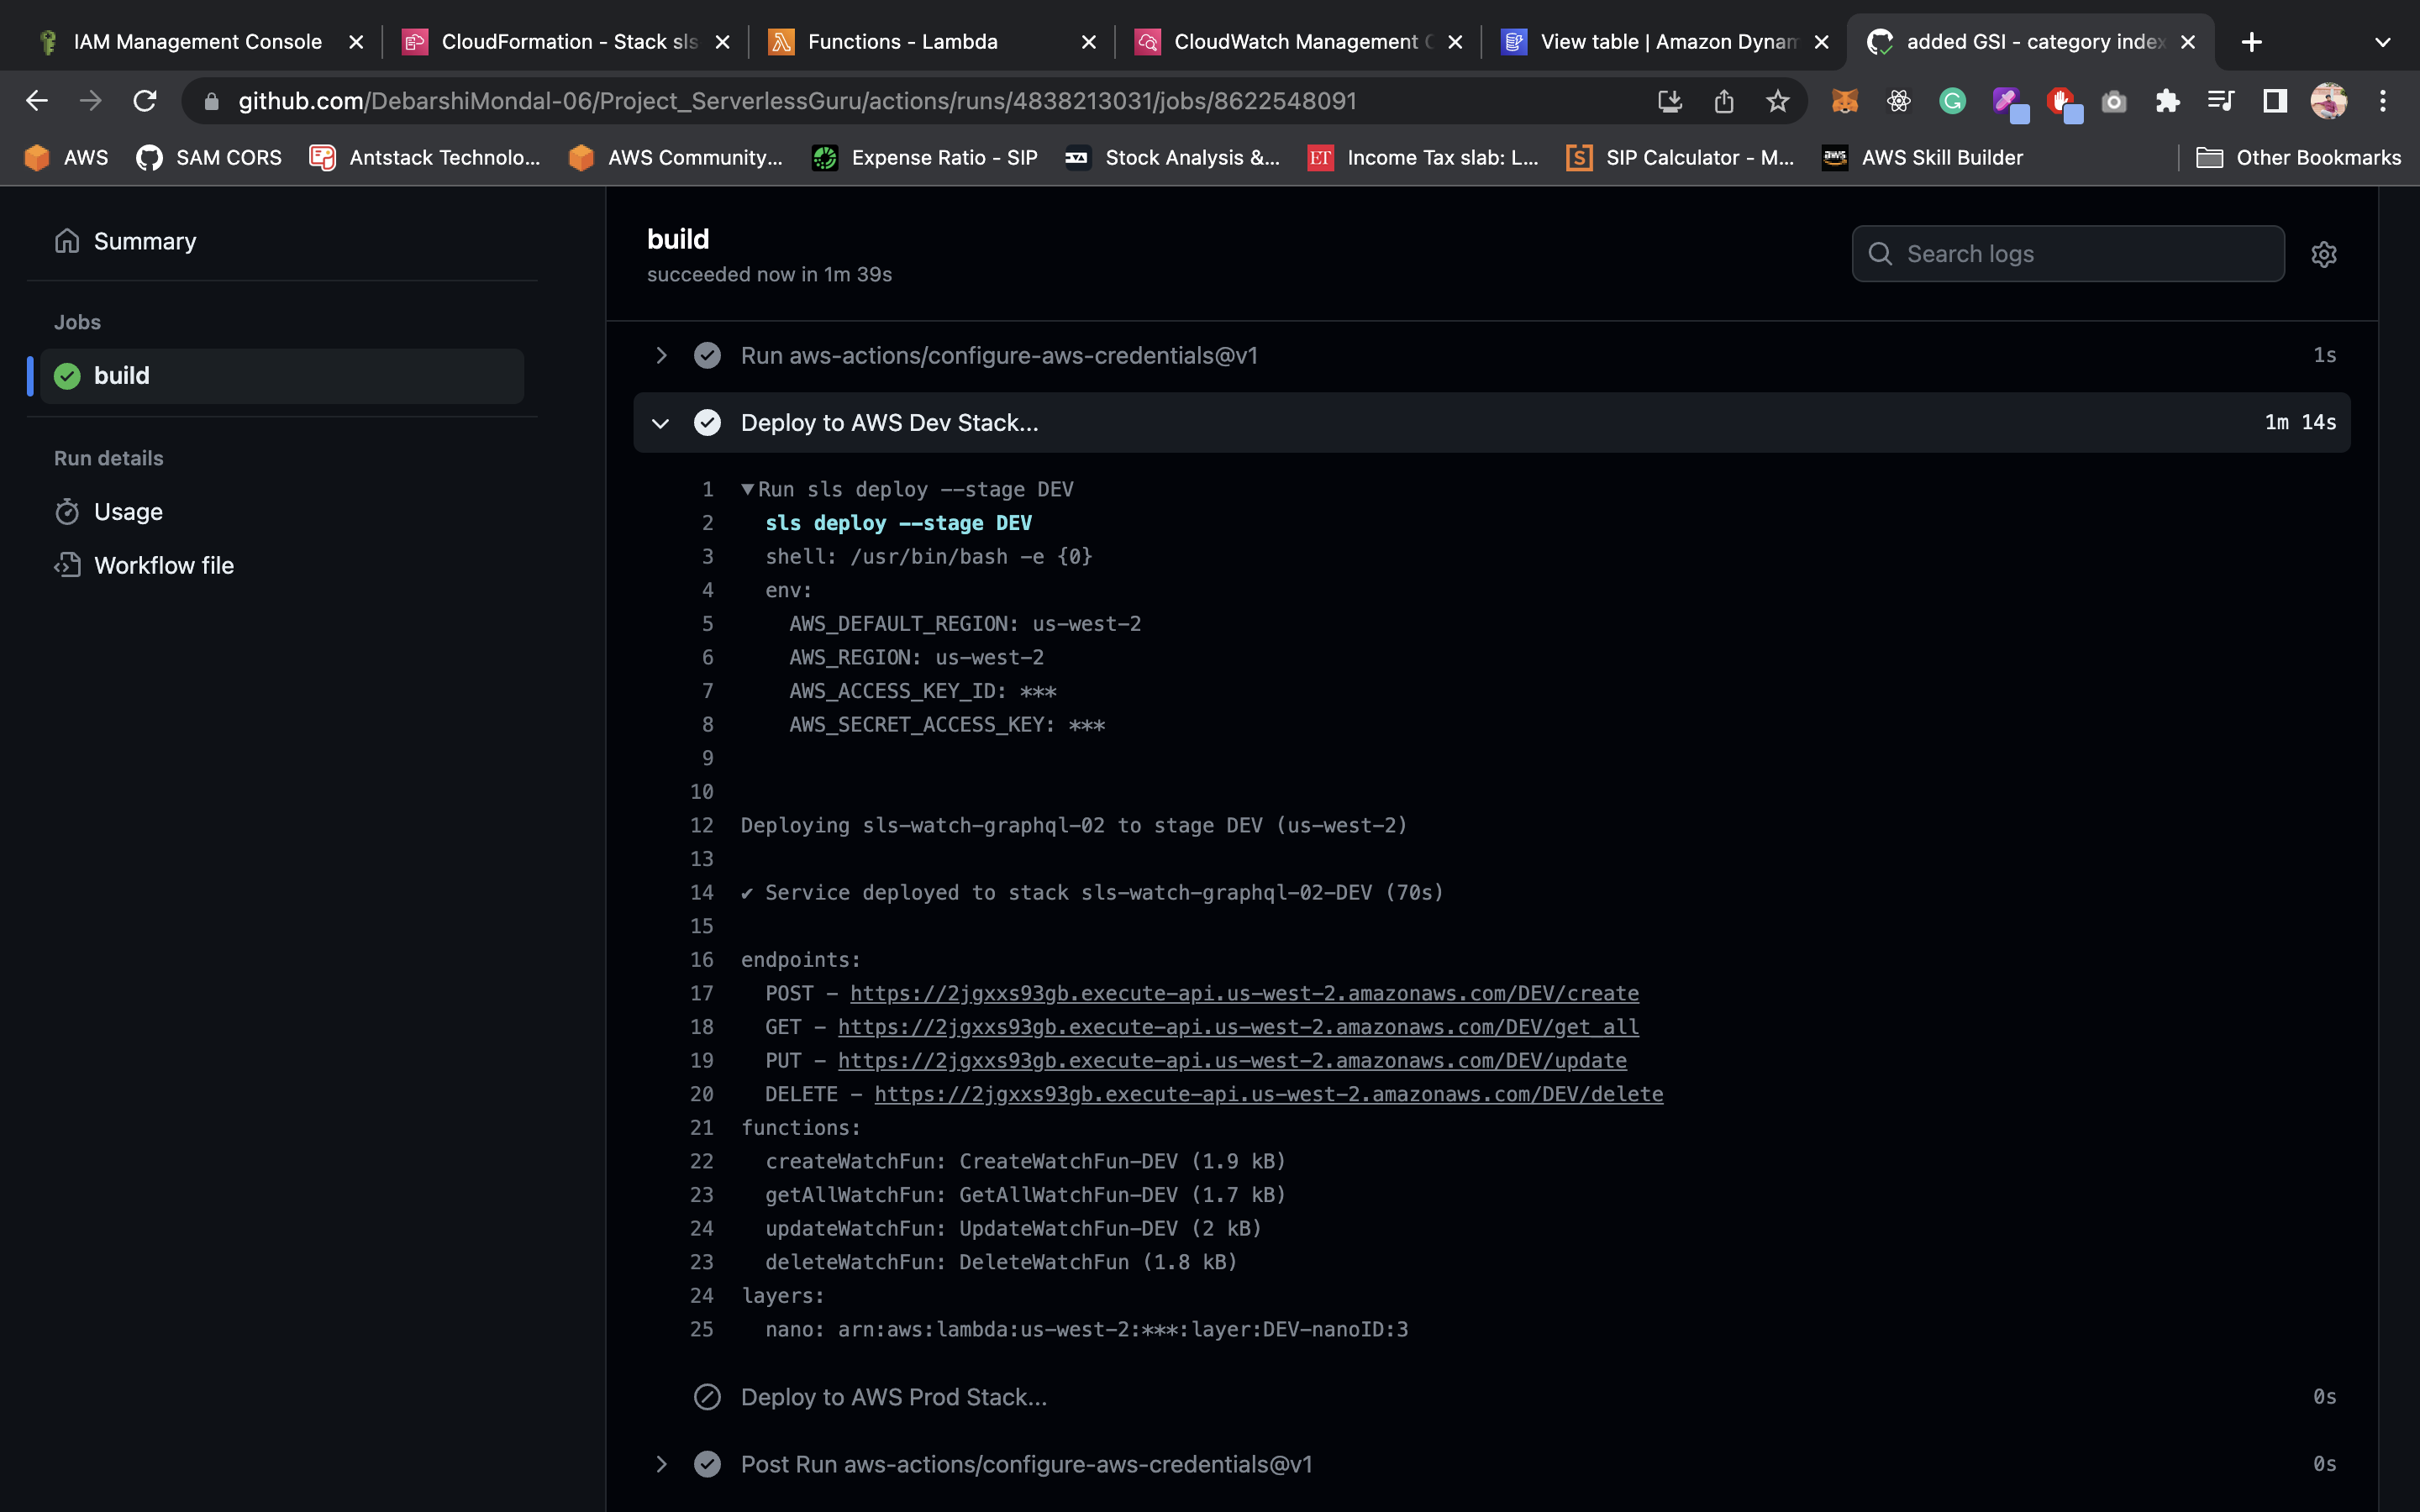 IAM Management Console
CloudFormation - Stack sls
Functions - Lambda
CloudWatch Management
View table | Amazon Dynam
added GSI - category index
github.com/DebarshiMondal-06/Project_ServerlessGuru/actions/runs/4838213031/jobs/8622548091
AWS
SAM CORS
Antstack Technolo...
AWS Community...
Expense Ratio - SIP
Stock Analysis &...
ET
Income Tax slab: L...
SIP Calculator - M...
AWS Skill Builder
Other Bookmarks
Summary
Jobs
build
Run details
Usage
Workflow file
build
succeeded now in 1m 39s
Search logs
Run aws-actions/configure-aws-credentials@v1 1s
Deploy to AWS Dev Stack... 1m 14s
1 ▼Run sls deploy --stage DEV
2 sls deploy --stage DEV
3 shell: /usr/bin/bash -e {0}
4 env:
5 AWS_DEFAULT_REGION: us-west-2
6 AWS_REGION: us-west-2
7 AWS_ACCESS_KEY_ID: ***
8 AWS_SECRET_ACCESS_KEY: ***
9
10
12 Deploying sls-watch-graphql-02 to stage DEV (us-west-2)
13
14 ✔ Service deployed to stack sls-watch-graphql-02-DEV (70s)
15
16 endpoints:
17 POST - https://2jgxxs93gb.execute-api.us-west-2.amazonaws.com/DEV/create
18 GET - https://2jgxxs93gb.execute-api.us-west-2.amazonaws.com/DEV/get_all
19 PUT - https://2jgxxs93gb.execute-api.us-west-2.amazonaws.com/DEV/update
20 DELETE - https://2jgxxs93gb.execute-api.us-west-2.amazonaws.com/DEV/delete
21 functions:
22 createWatchFun: CreateWatchFun-DEV (1.9 kB)
23 getAllWatchFun: GetAllWatchFun-DEV (1.7 kB)
24 updateWatchFun: UpdateWatchFun-DEV (2 kB)
23 deleteWatchFun: DeleteWatchFun (1.8 kB)
24 layers:
25 nano: arn:aws:lambda:us-west-2:***:layer:DEV-nanoID:3
Deploy to AWS Prod Stack... 0s
Post Run aws-actions/configure-aws-credentials@v1 0s